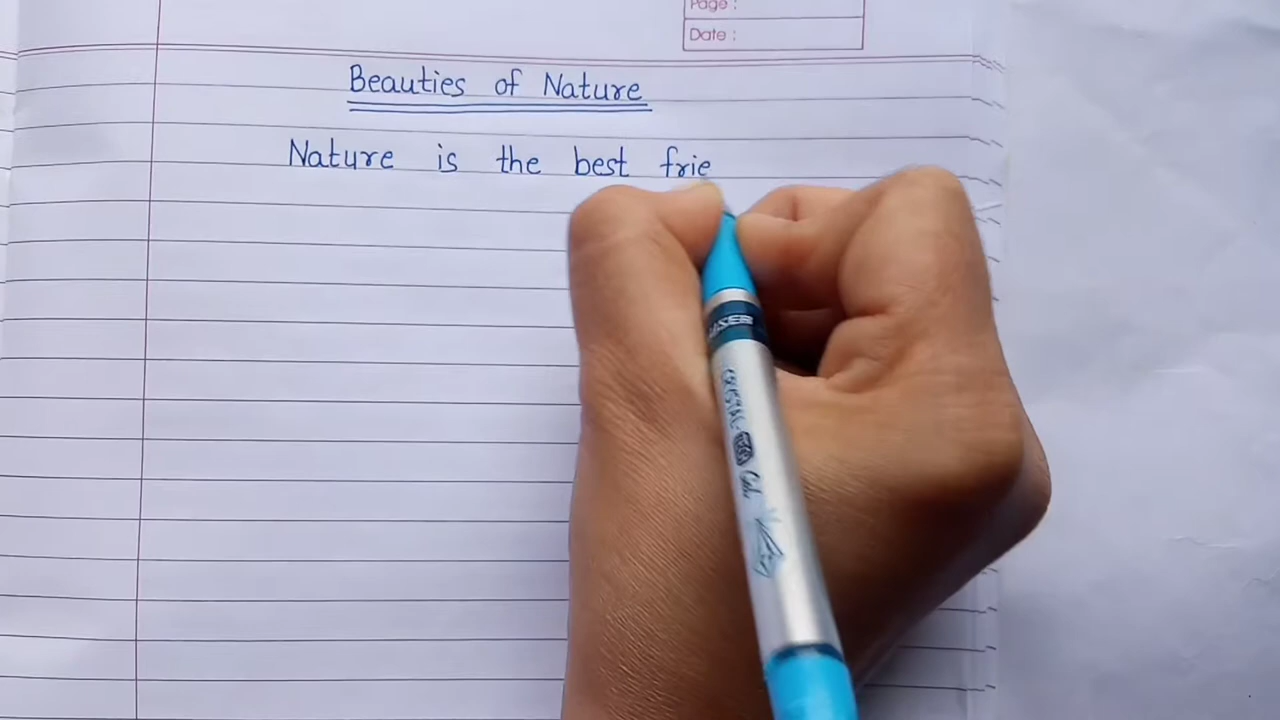 Page :
Date :
Beauties of Nature
Nature is the best frie